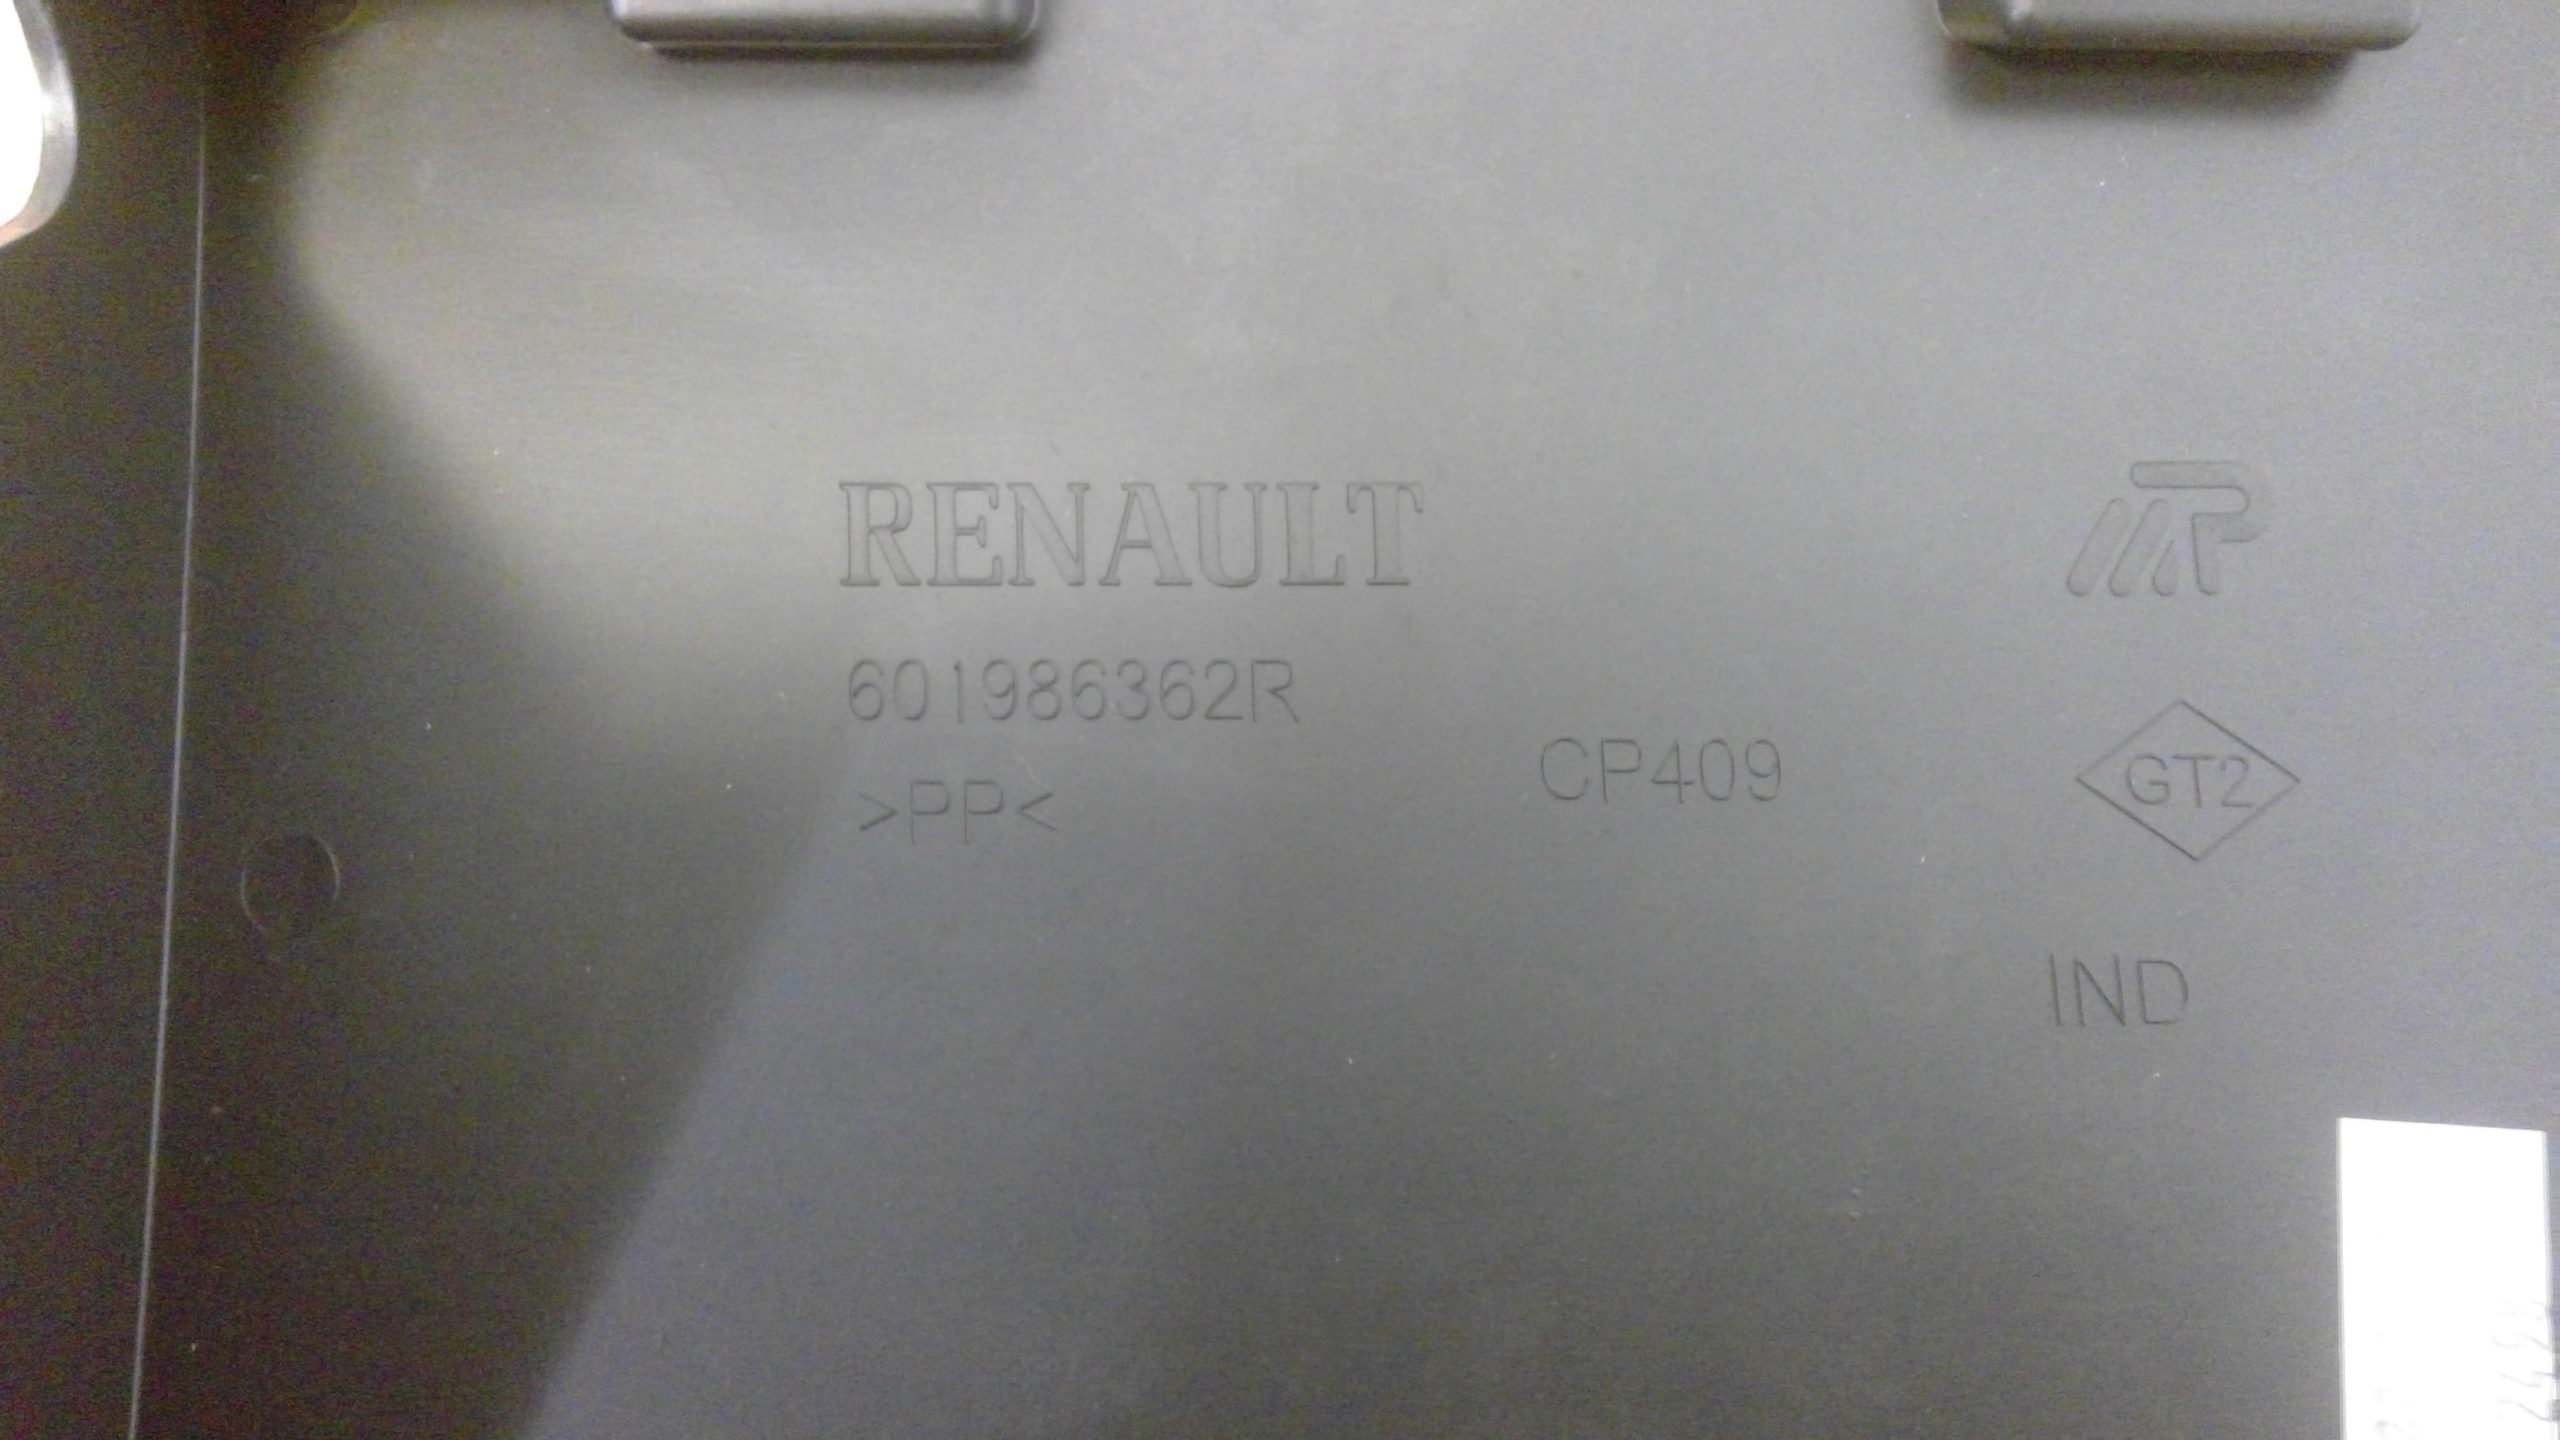 RENAULT
601986362R
>PP<
CP409
GT2
IND